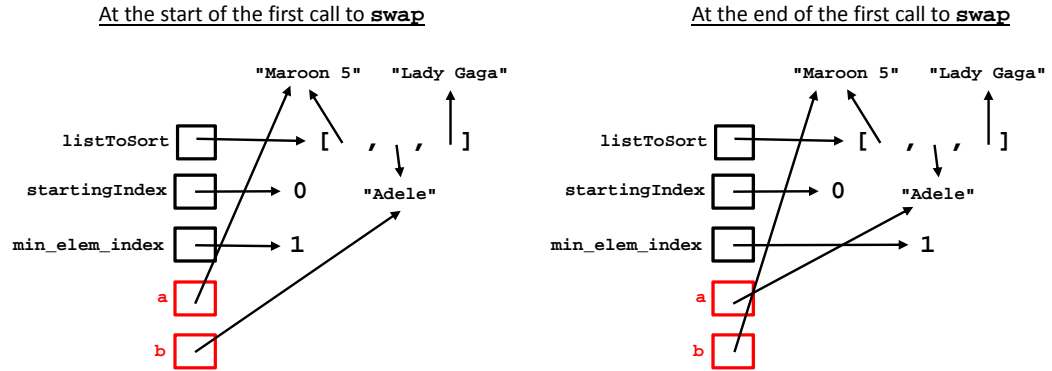 At the start of the first call to swap
"Maroon 5" "Lady Gaga"
listToSort [ , , ]
startingIndex 0 "Adele"
min_elem_index 1
a
b
At the end of the first call to swap
"Maroon 5" "Lady Gaga"
listToSort [ , , ]
startingIndex 0 "Adele"
min_elem_index 1
a
b